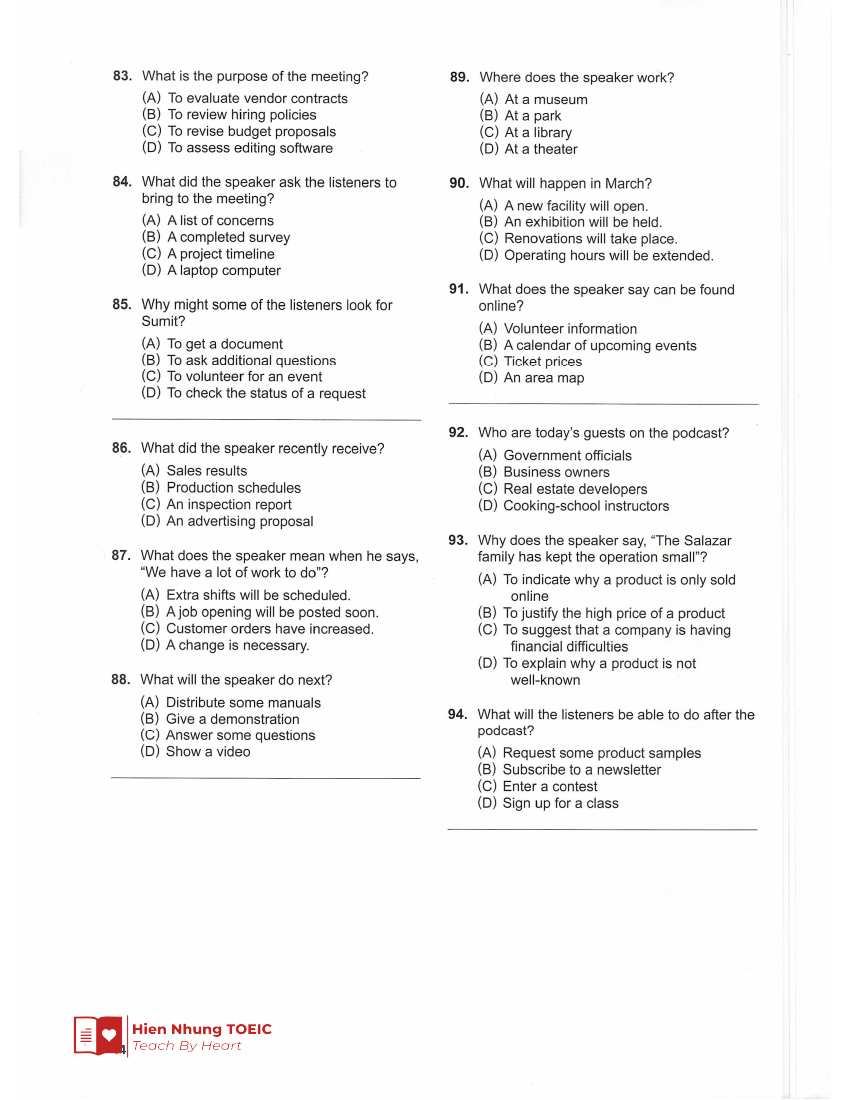 83. What is the purpose of the meeting?
(A) To evaluate vendor contracts
(B) To review hiring policies
(C) To revise budget proposals
(D) To assess editing software
84. What did the speaker ask the listeners to
bring to the meeting?
(A) A list of concerns
(B) A completed survey
(C) A project timeline
(D) A laptop computer
85. Why might some of the listeners look for
Sumit?
(A) To get a document
(B) To ask additional questions
(C) To volunteer for an event
(D) To check the status of a request
86. What did the speaker recently receive?
(A) Sales results
(B) Production schedules
(C) An inspection report
(D) An advertising proposal
87. What does the speaker mean when he says,
“We have a lot of work to do”?
(A) Extra shifts will be scheduled.
(B) A job opening will be posted soon.
(C) Customer orders have increased.
(D) A change is necessary.
88. What will the speaker do next?
(A) Distribute some manuals
(B) Give a demonstration
(C) Answer some questions
(D) Show a video
89. Where does the speaker work?
(A) At a museum
(B) At a park
(C) At a library
(D) At a theater
90. What will happen in March?
(A) A new facility will open.
(B) An exhibition will be held.
(C) Renovations will take place.
(D) Operating hours will be extended.
91. What does the speaker say can be found
online?
(A) Volunteer information
(B) A calendar of upcoming events
(C) Ticket prices
(D) An area map
92. Who are today’s guests on the podcast?
(A) Government officials
(B) Business owners
(C) Real estate developers
(D) Cooking-school instructors
93. Why does the speaker say, “The Salazar
family has kept the operation small”?
(A) To indicate why a product is only sold
online
(B) To justify the high price of a product
(C) To suggest that a company is having
financial difficulties
(D) To explain why a product is not
well-known
94. What will the listeners be able to do after the
podcast?
(A) Request some product samples
(B) Subscribe to a newsletter
(C) Enter a contest
(D) Sign up for a class
Hien Nhung TOEIC
Teach By Heart